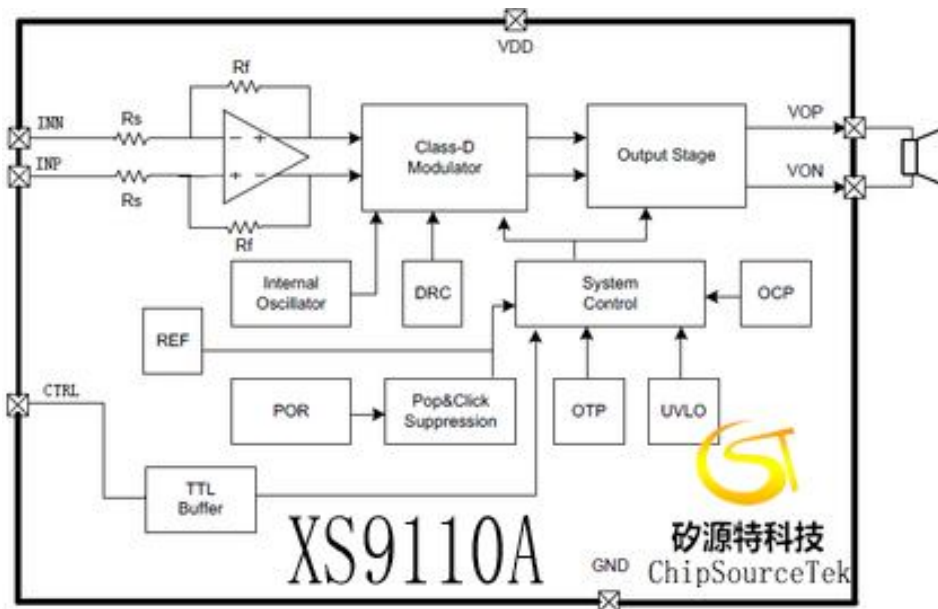 VDD
Rf
INN
Rs
VOP
Class-D
Modulator
Output Stage
INP
VON
Rs
Rf
Internal
Oscillator
DRC
System
Control
OCP
REF
CTRL
POR
Pop&Click
Suppression
OTP
UVLO
TTL
Buffer
XS9110A
矽源特科技
GND
ChipSourceTek